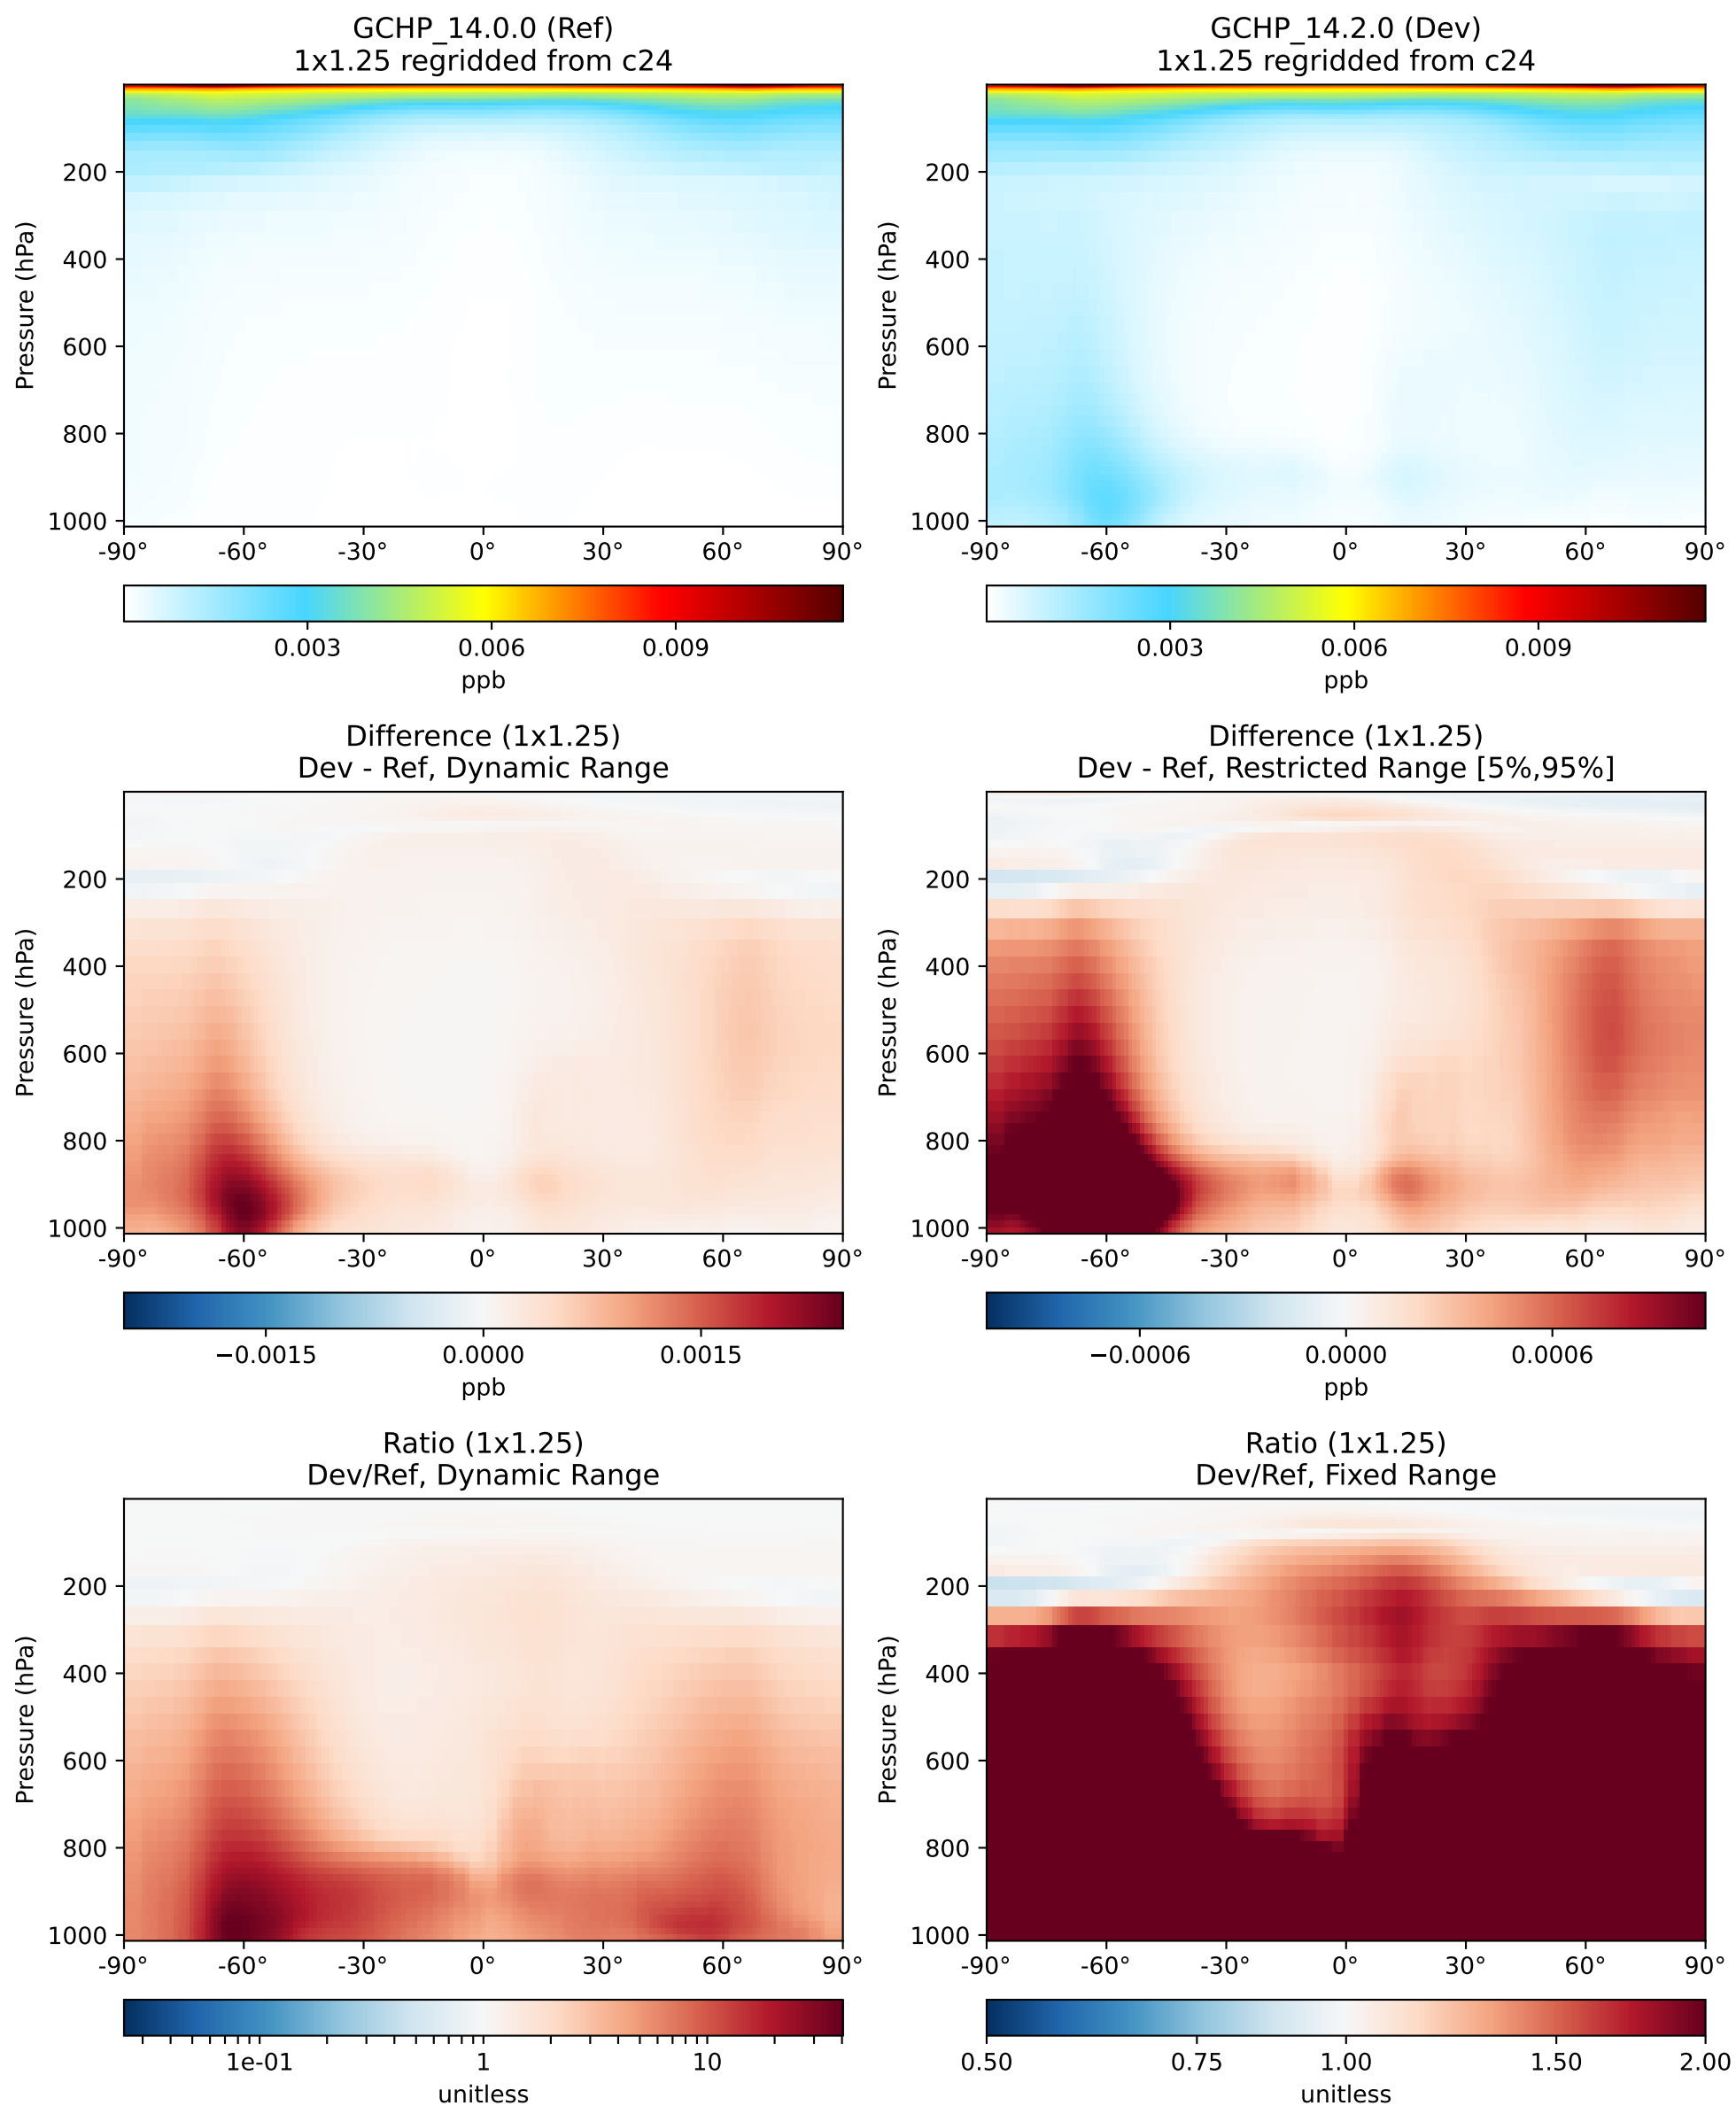 GCHP_14.0.0 (Ref)
1x1.25 regridded from c24
Pressure (hPa)
200
400
600
800
1000
-90° -60° -30° 0° 30° 60° 90°
0.003 0.006 0.009
ppb
GCHP_14.2.0 (Dev)
1x1.25 regridded from c24
Pressure (hPa)
200
400
600
800
1000
-90° -60° -30° 0° 30° 60° 90°
0.003 0.006 0.009
ppb
Difference (1x1.25)
Dev - Ref, Dynamic Range
Pressure (hPa)
200
400
600
800
1000
-90° -60° -30° 0° 30° 60° 90°
−0.0015 0.0000 0.0015
ppb
Difference (1x1.25)
Dev - Ref, Restricted Range [5%,95%]
Pressure (hPa)
200
400
600
800
1000
-90° -60° -30° 0° 30° 60° 90°
−0.0006 0.0000 0.0006
ppb
Ratio (1x1.25)
Dev/Ref, Dynamic Range
Pressure (hPa)
200
400
600
800
1000
-90° -60° -30° 0° 30° 60° 90°
1e-01 1 10
unitless
Ratio (1x1.25)
Dev/Ref, Fixed Range
Pressure (hPa)
200
400
600
800
1000
-90° -60° -30° 0° 30° 60° 90°
0.50 0.75 1.00 1.50 2.00
unitless